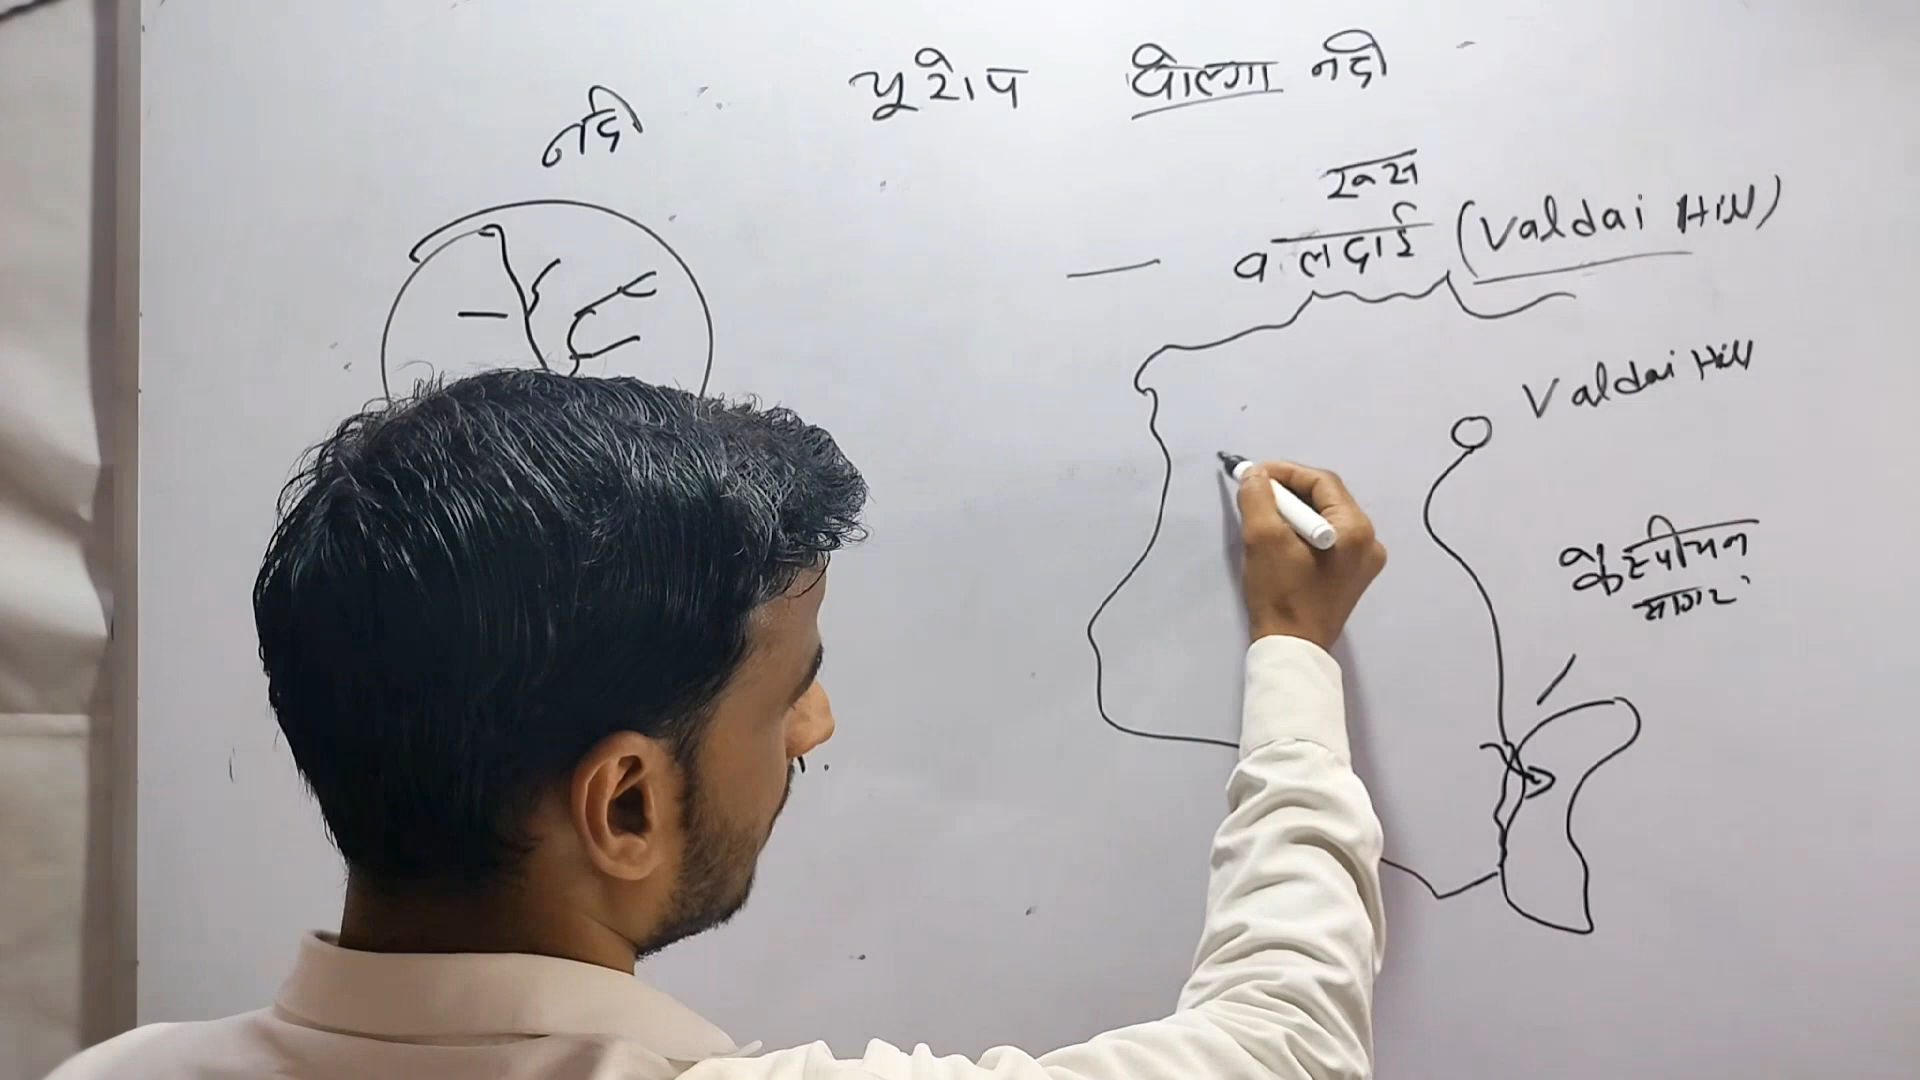 नदी
यूरोप वोल्गा नदी
रूस
वलदाई (Valdai Hill)
Valdai Hill
कैस्पीयन
सागर